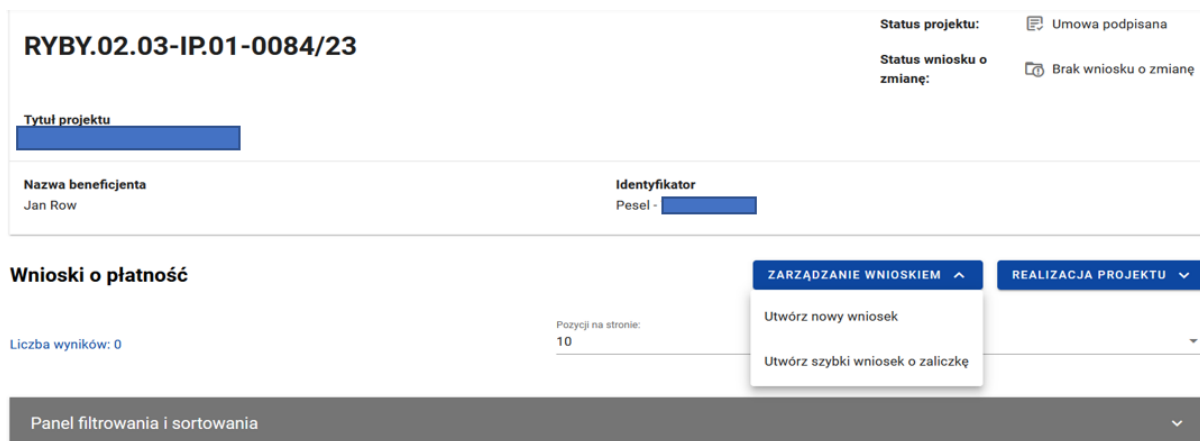 RYBY.02.03-IP.01-0084/23
Status projektu: Umowa podpisana
Status wniosku o zmianę: Brak wniosku o zmianę
Tytuł projektu
Nazwa beneficjenta
Jan Row
Identyfikator
Pesel -
Wnioski o płatność
ZARZĄDZANIE WNIOSKIEM
REALIZACJA PROJEKTU
Utwórz nowy wniosek
Utwórz szybki wniosek o zaliczkę
Liczba wyników: 0
Pozycji na stronie:
10
Panel filtrowania i sortowania